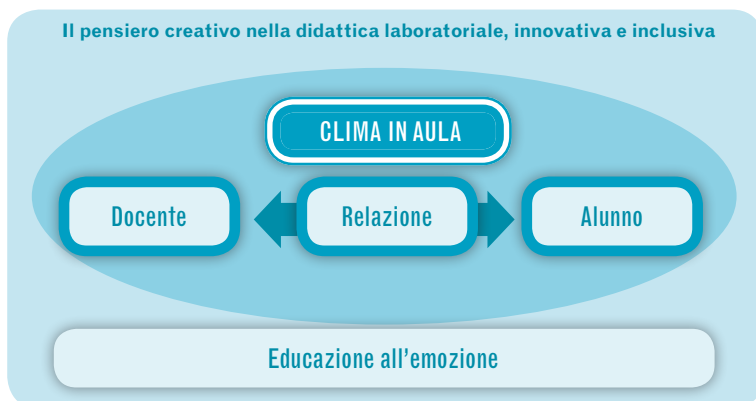 Il pensiero creativo nella didattica laboratoriale, innovativa e inclusiva
CLIMA IN AULA
Docente
Relazione
Alunno
Educazione all’emozione